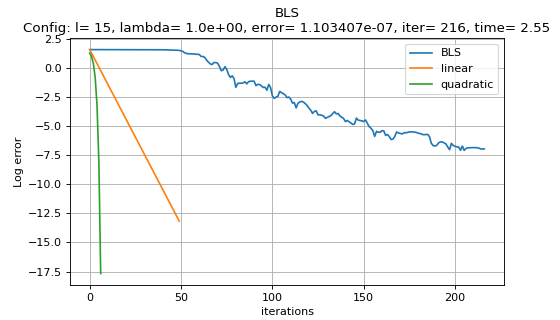 BLS
Config: l= 15, lambda= 1.0e+00, error= 1.103407e-07, iter= 216, time= 2.55
2.5
0.0
−2.5
−5.0
−7.5
−10.0
−12.5
−15.0
−17.5
Log error
BLS
linear
quadratic
0
50
100
150
200
iterations